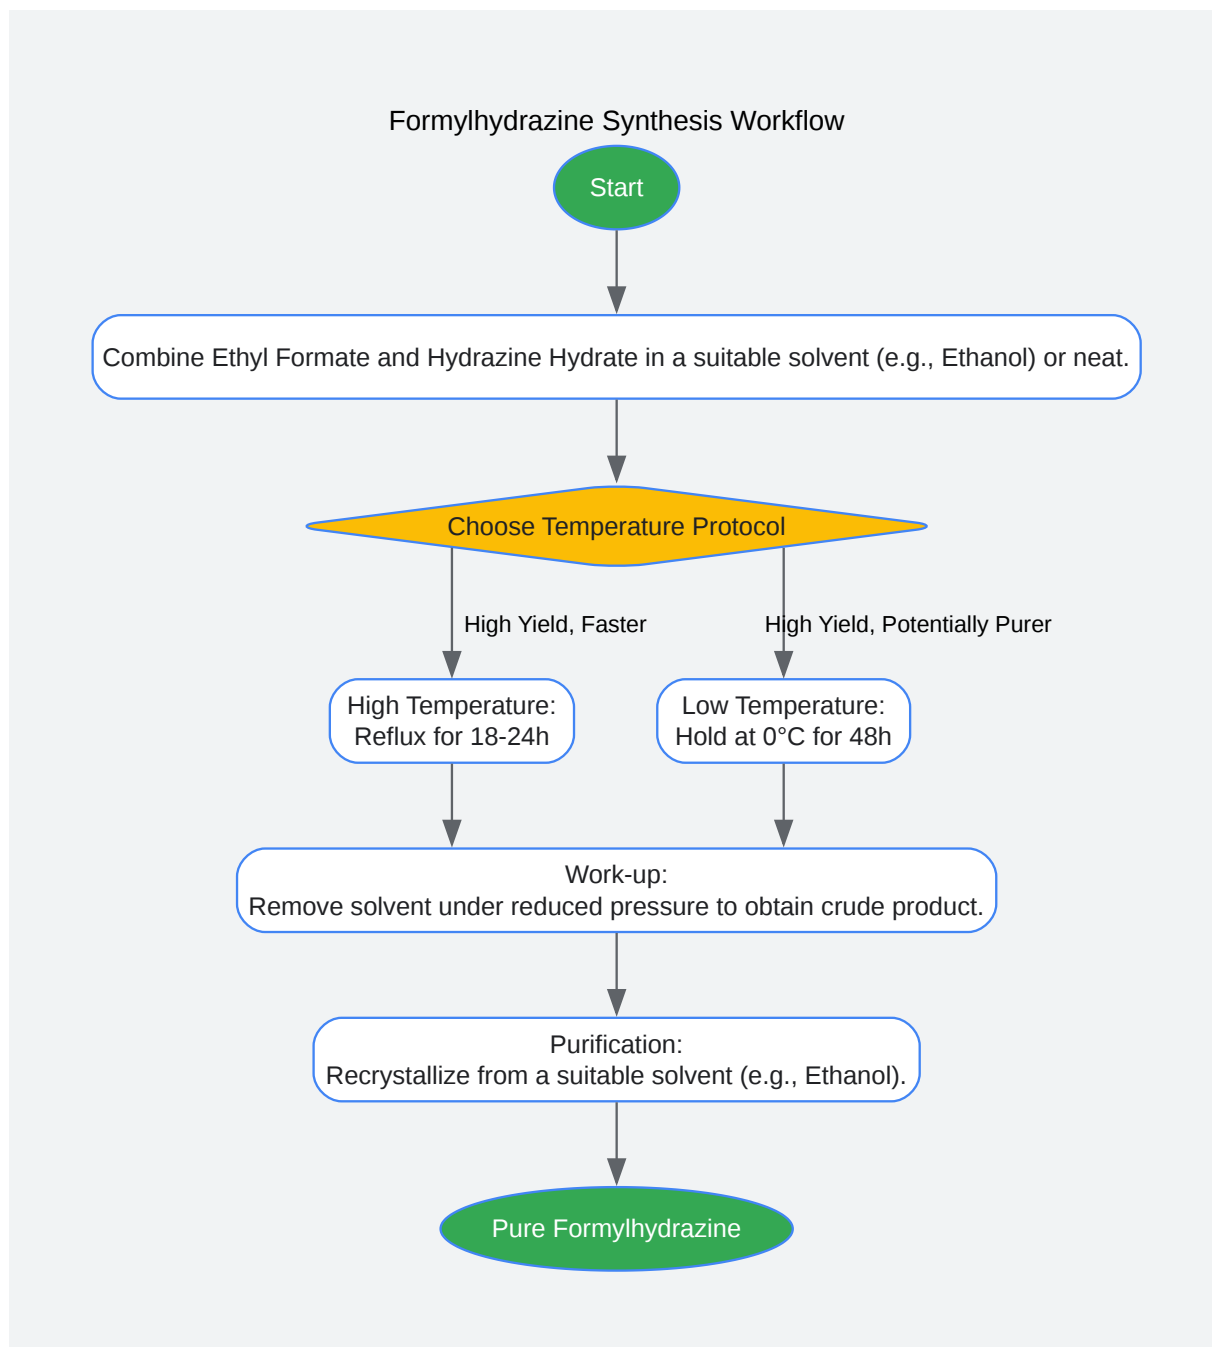 Formylhydrazine Synthesis Workflow
Start
Combine Ethyl Formate and Hydrazine Hydrate in a suitable solvent (e.g., Ethanol) or neat.
Choose Temperature Protocol
High Yield, Faster
High Yield, Potentially Purer
High Temperature:
Reflux for 18-24h
Low Temperature:
Hold at 0°C for 48h
Work-up:
Remove solvent under reduced pressure to obtain crude product.
Purification:
Recrystallize from a suitable solvent (e.g., Ethanol).
Pure Formylhydrazine